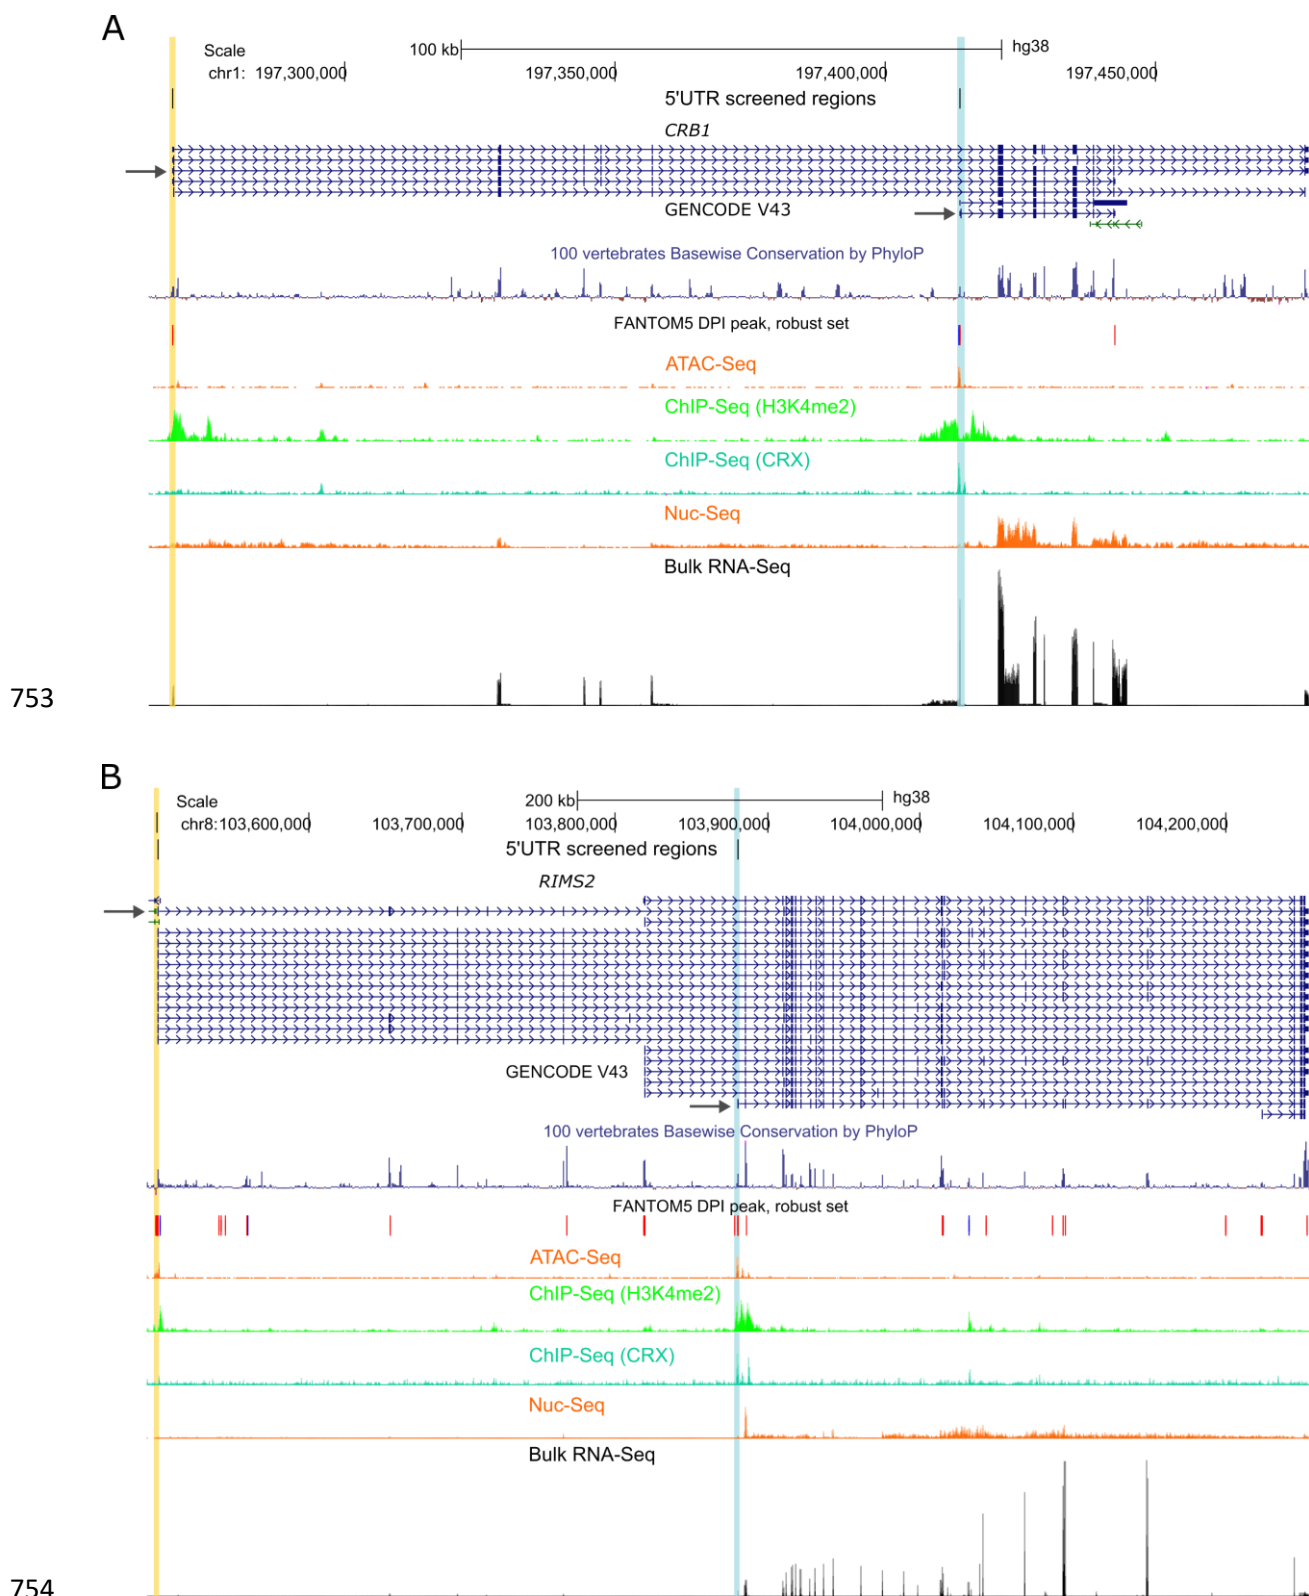 A
Scale 100 kb hg38
chr1: 197,300,000 197,350,000 197,400,000 197,450,000
5'UTR screened regions
CRB1
GENCODE V43
100 vertebrates Basewise Conservation by PhyloP
FANTOM5 DPI peak, robust set
ATAC-Seq
ChIP-Seq (H3K4me2)
ChIP-Seq (CRX)
Nuc-Seq
Bulk RNA-Seq
753
B
Scale 200 kb hg38
chr8: 103,600,000 103,700,000 103,800,000 103,900,000 104,000,000 104,100,000 104,200,000
5'UTR screened regions
RIMS2
GENCODE V43
100 vertebrates Basewise Conservation by PhyloP
FANTOM5 DPI peak, robust set
ATAC-Seq
ChIP-Seq (H3K4me2)
ChIP-Seq (CRX)
Nuc-Seq
Bulk RNA-Seq
754